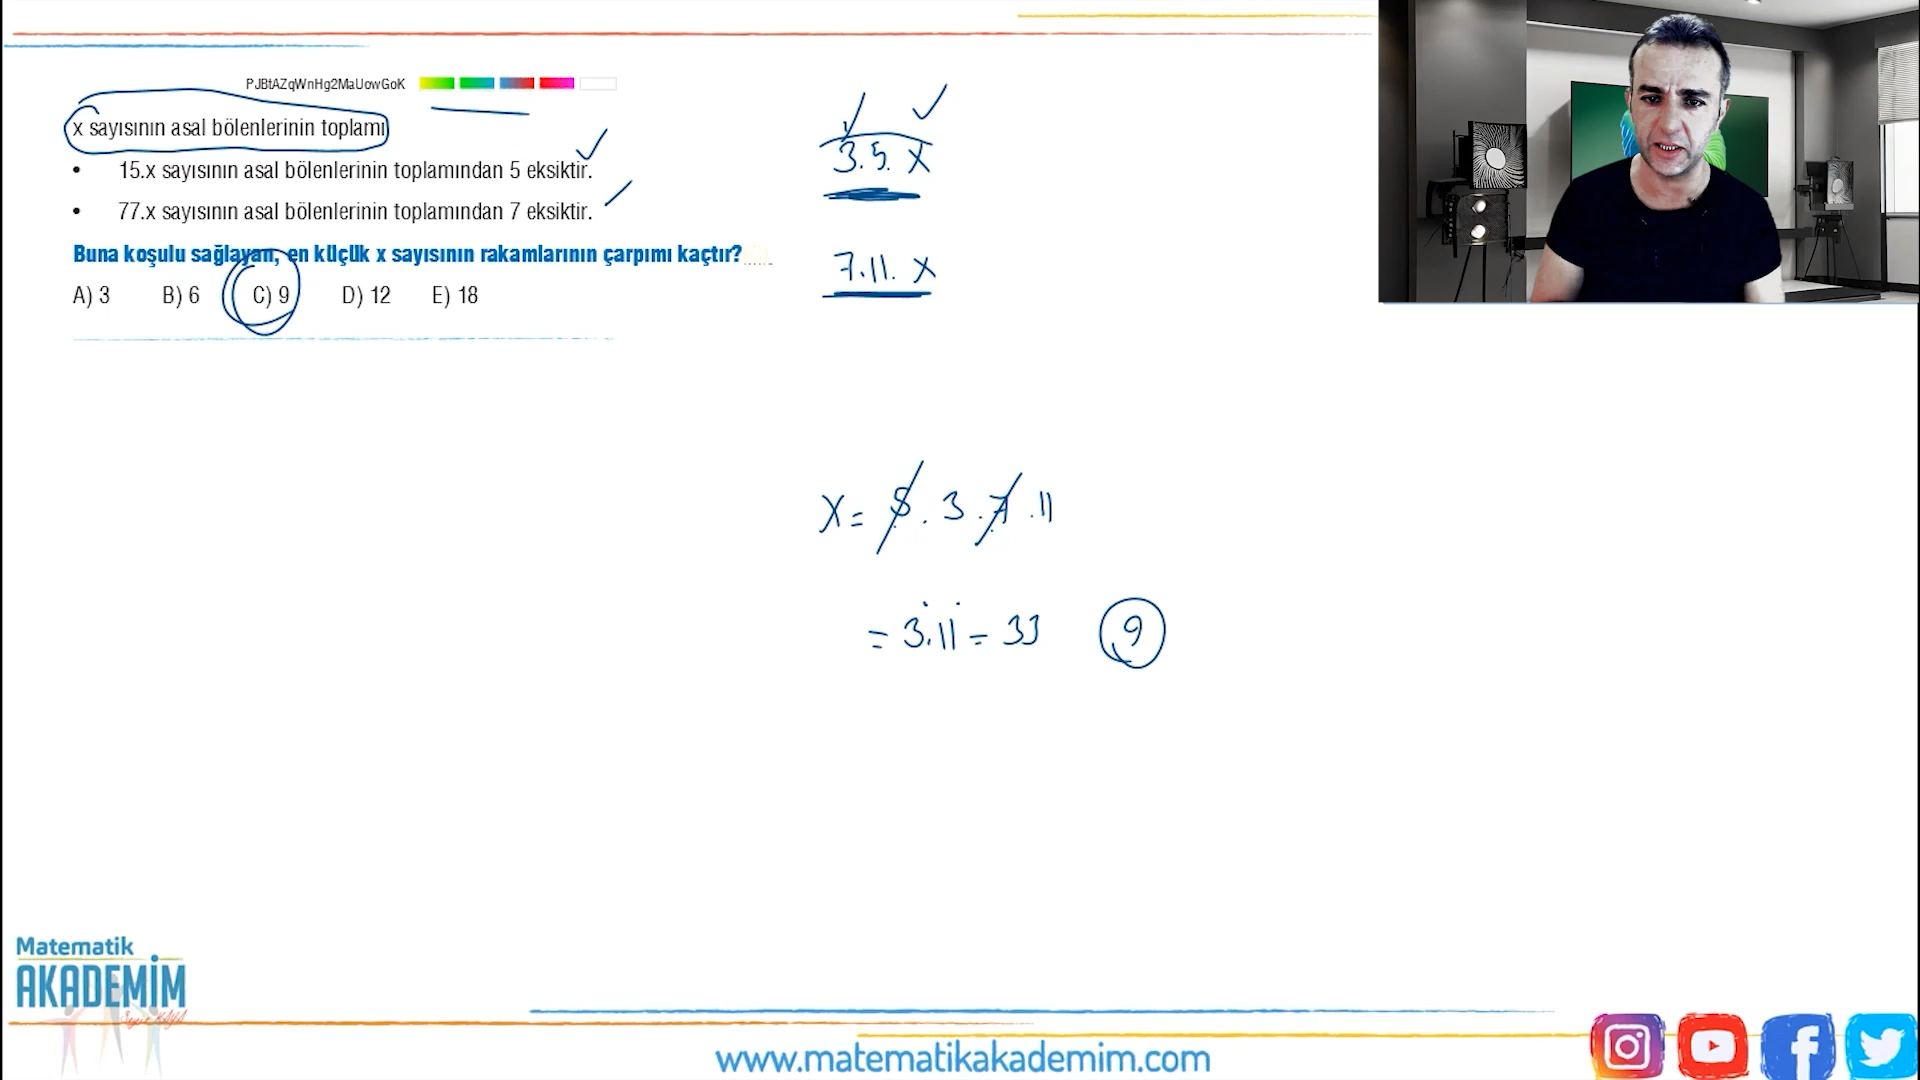 PJBtAZqWnHg2MaUowGoK
x sayısının asal bölenlerinin toplamı
• 15.x sayısının asal bölenlerinin toplamından 5 eksiktir.
• 77.x sayısının asal bölenlerinin toplamından 7 eksiktir.
Buna koşulu sağlayan, en küçük x sayısının rakamlarının çarpımı kaçtır?
A) 3 B) 6 C) 9 D) 12 E) 18
3.5.x
7.11.x
x = 5.3.7.11
= 3.11 = 33 9
Matematik
AKADEMİM
www.matematikakademim.com